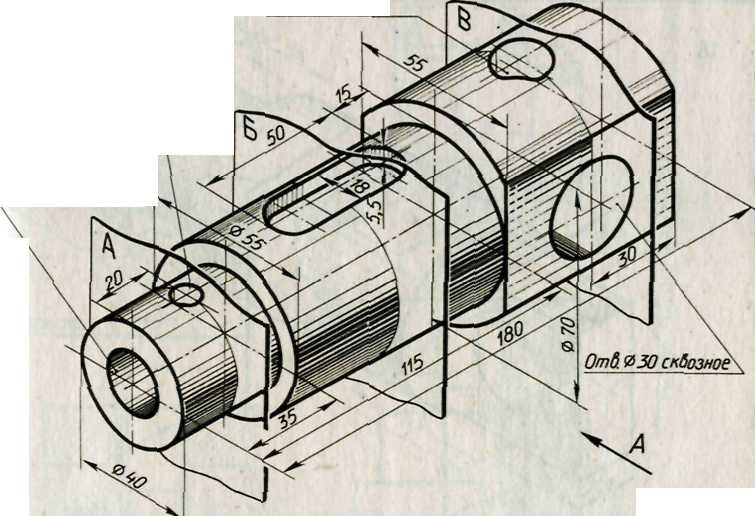 В
55
15
50
Б
18
5,5
Ø 55
А
20
30
180
Ø 70
115
Отв. Ø 30 сквозное
35
А
Ø 40